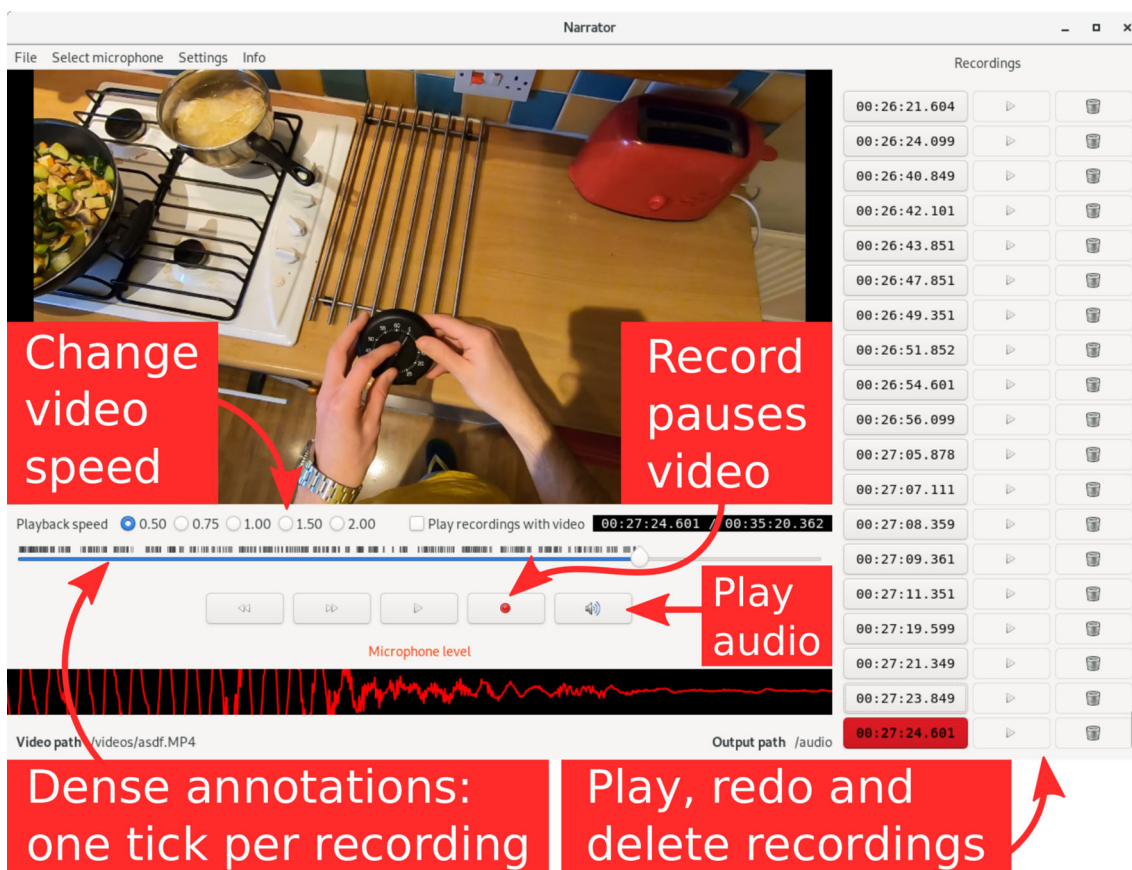 Narrator
File Select microphone Settings Info
Recordings
00:26:21.604
00:26:24.099
00:26:40.849
00:26:42.101
00:26:43.851
00:26:47.851
00:26:49.351
00:26:51.852
00:26:54.601
00:26:56.099
00:27:05.878
00:27:07.111
00:27:08.359
00:27:09.361
00:27:11.351
00:27:19.599
00:27:21.349
00:27:23.849
00:27:24.601
Change
video
speed
Record
pauses
video
Playback speed 0.50 0.75 1.00 1.50 2.00 Play recordings with video 00:27:24.601 / 00:35:20.362
Play
audio
Microphone level
Video path /videos/asdf.MP4
Output path /audio
Dense annotations:
one tick per recording
Play, redo and
delete recordings